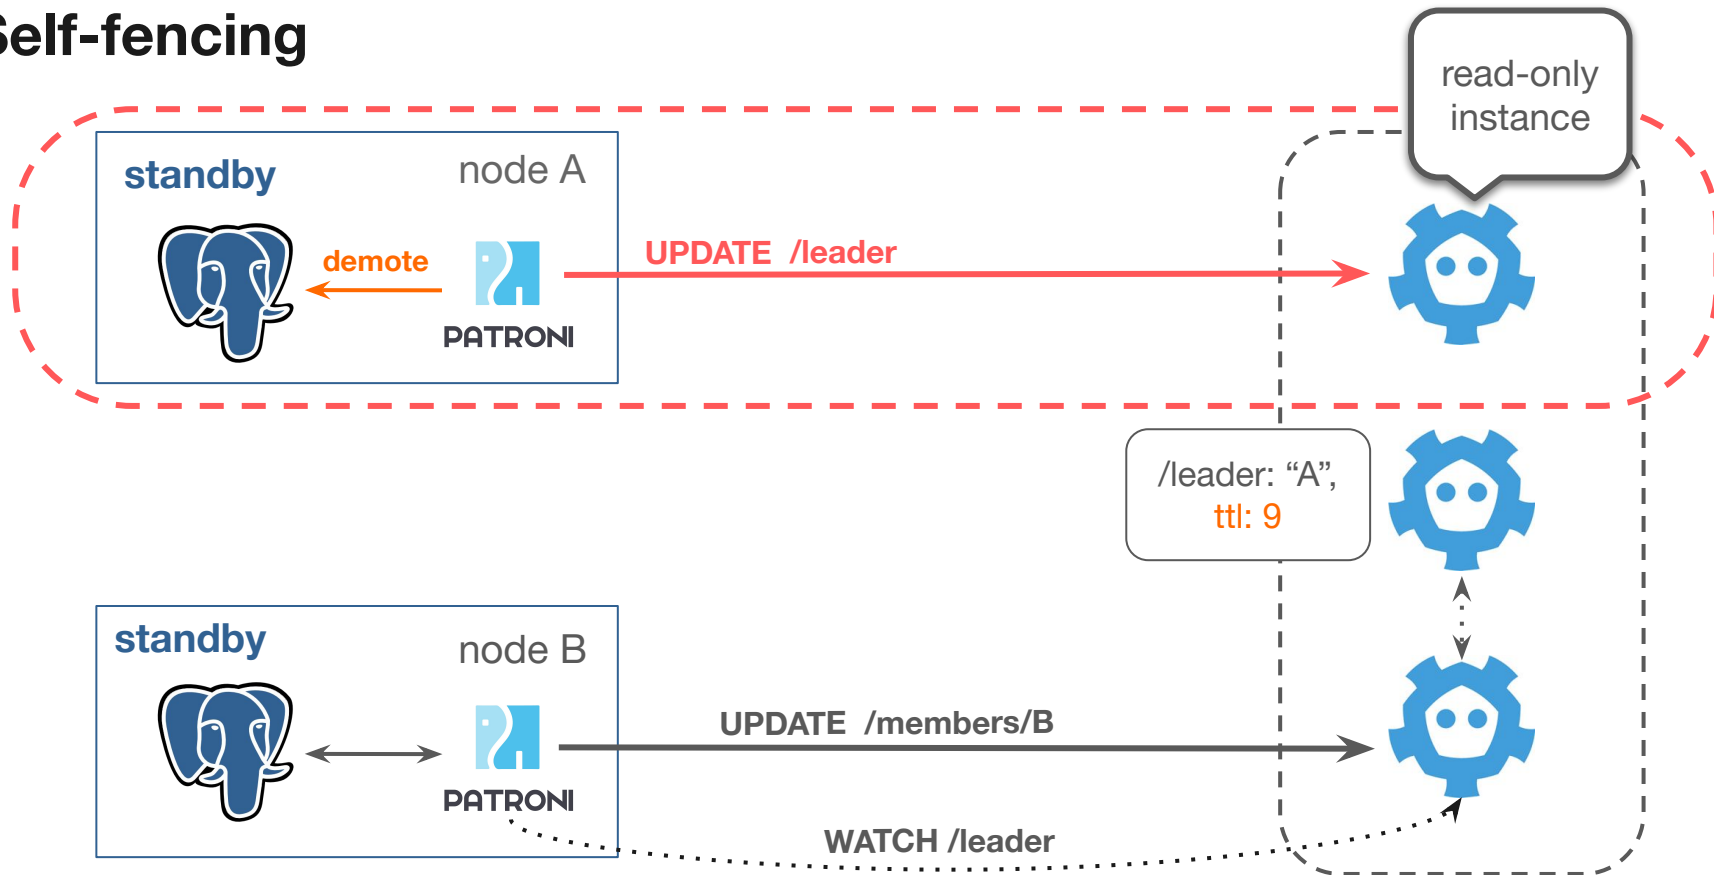 Self-fencing
read-only
instance
standby
node A
demote
UPDATE /leader
PATRONI
/leader: “A”,
ttl: 9
standby
node B
UPDATE /members/B
PATRONI
WATCH /leader